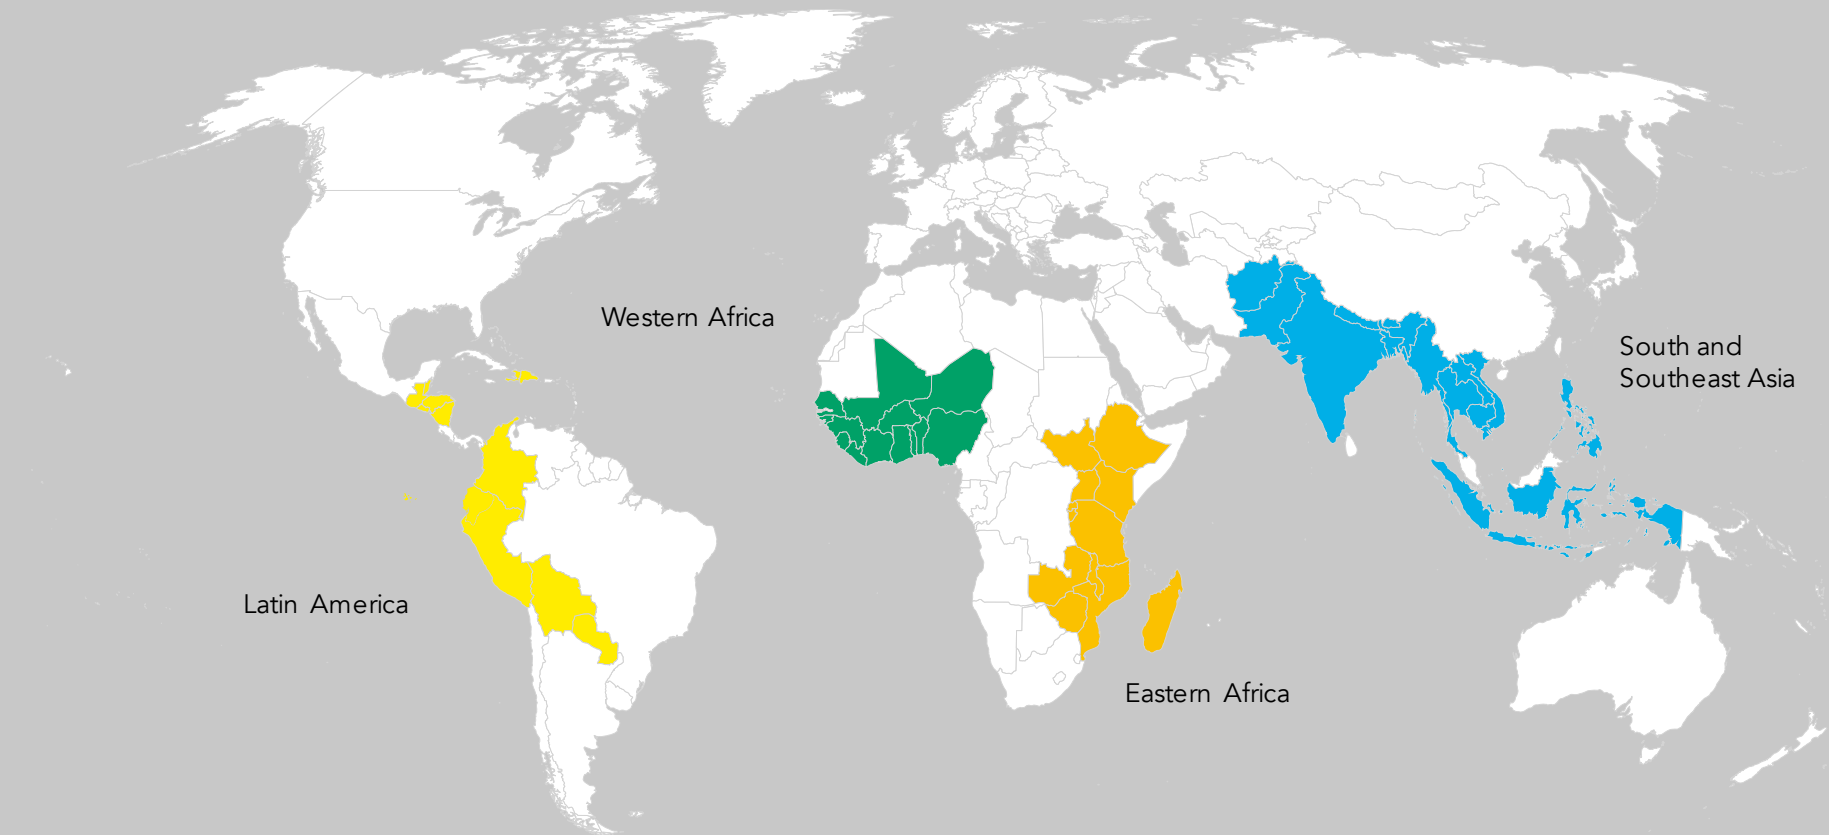 Western Africa
South and
Southeast Asia
Latin America
Eastern Africa